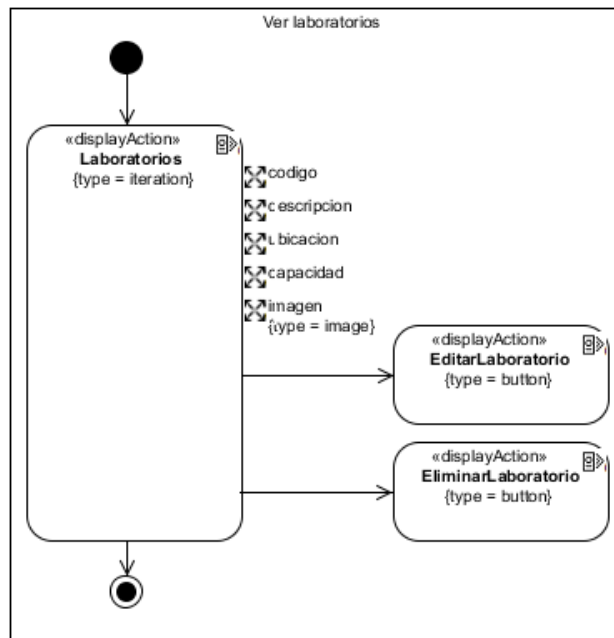 Ver laboratorios
«displayAction»
Laboratorios
{type = iteration}
codigo
descripcion
ubicacion
capacidad
imagen
{type = image}
«displayAction»
EditarLaboratorio
{type = button}
«displayAction»
EliminarLaboratorio
{type = button}